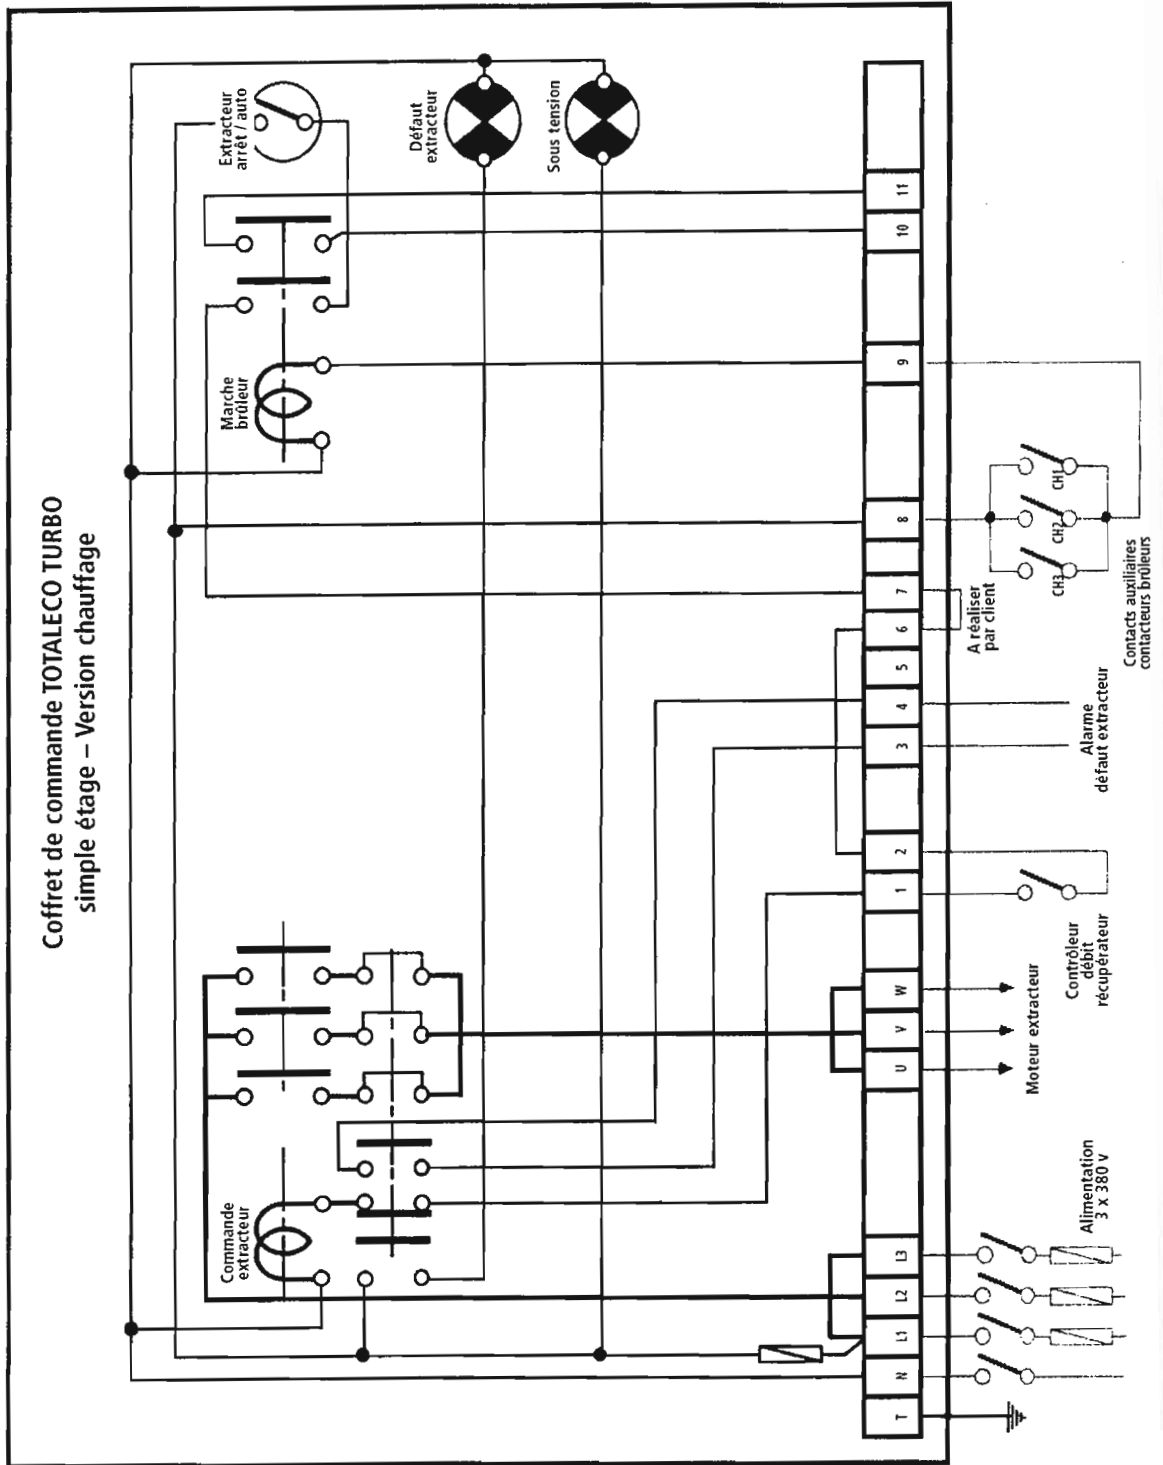 Coffret de commande TOTALECO TURBO
simple étage – Version chauffage
Extracteur
arrêt / auto
Défaut
extracteur
Sous tension
Marche
brûleur
Commande
extracteur
11
10
9
8
7
6
5
4
3
2
1
W
V
U
L3
L2
L1
N
T
CH1
CH2
CH3
Contacts auxiliaires
contacteurs brûleurs
A réaliser
par client
Alarme
défaut extracteur
Contrôleur
débit
récupérateur
Moteur extracteur
Alimentation
3 x 380 v